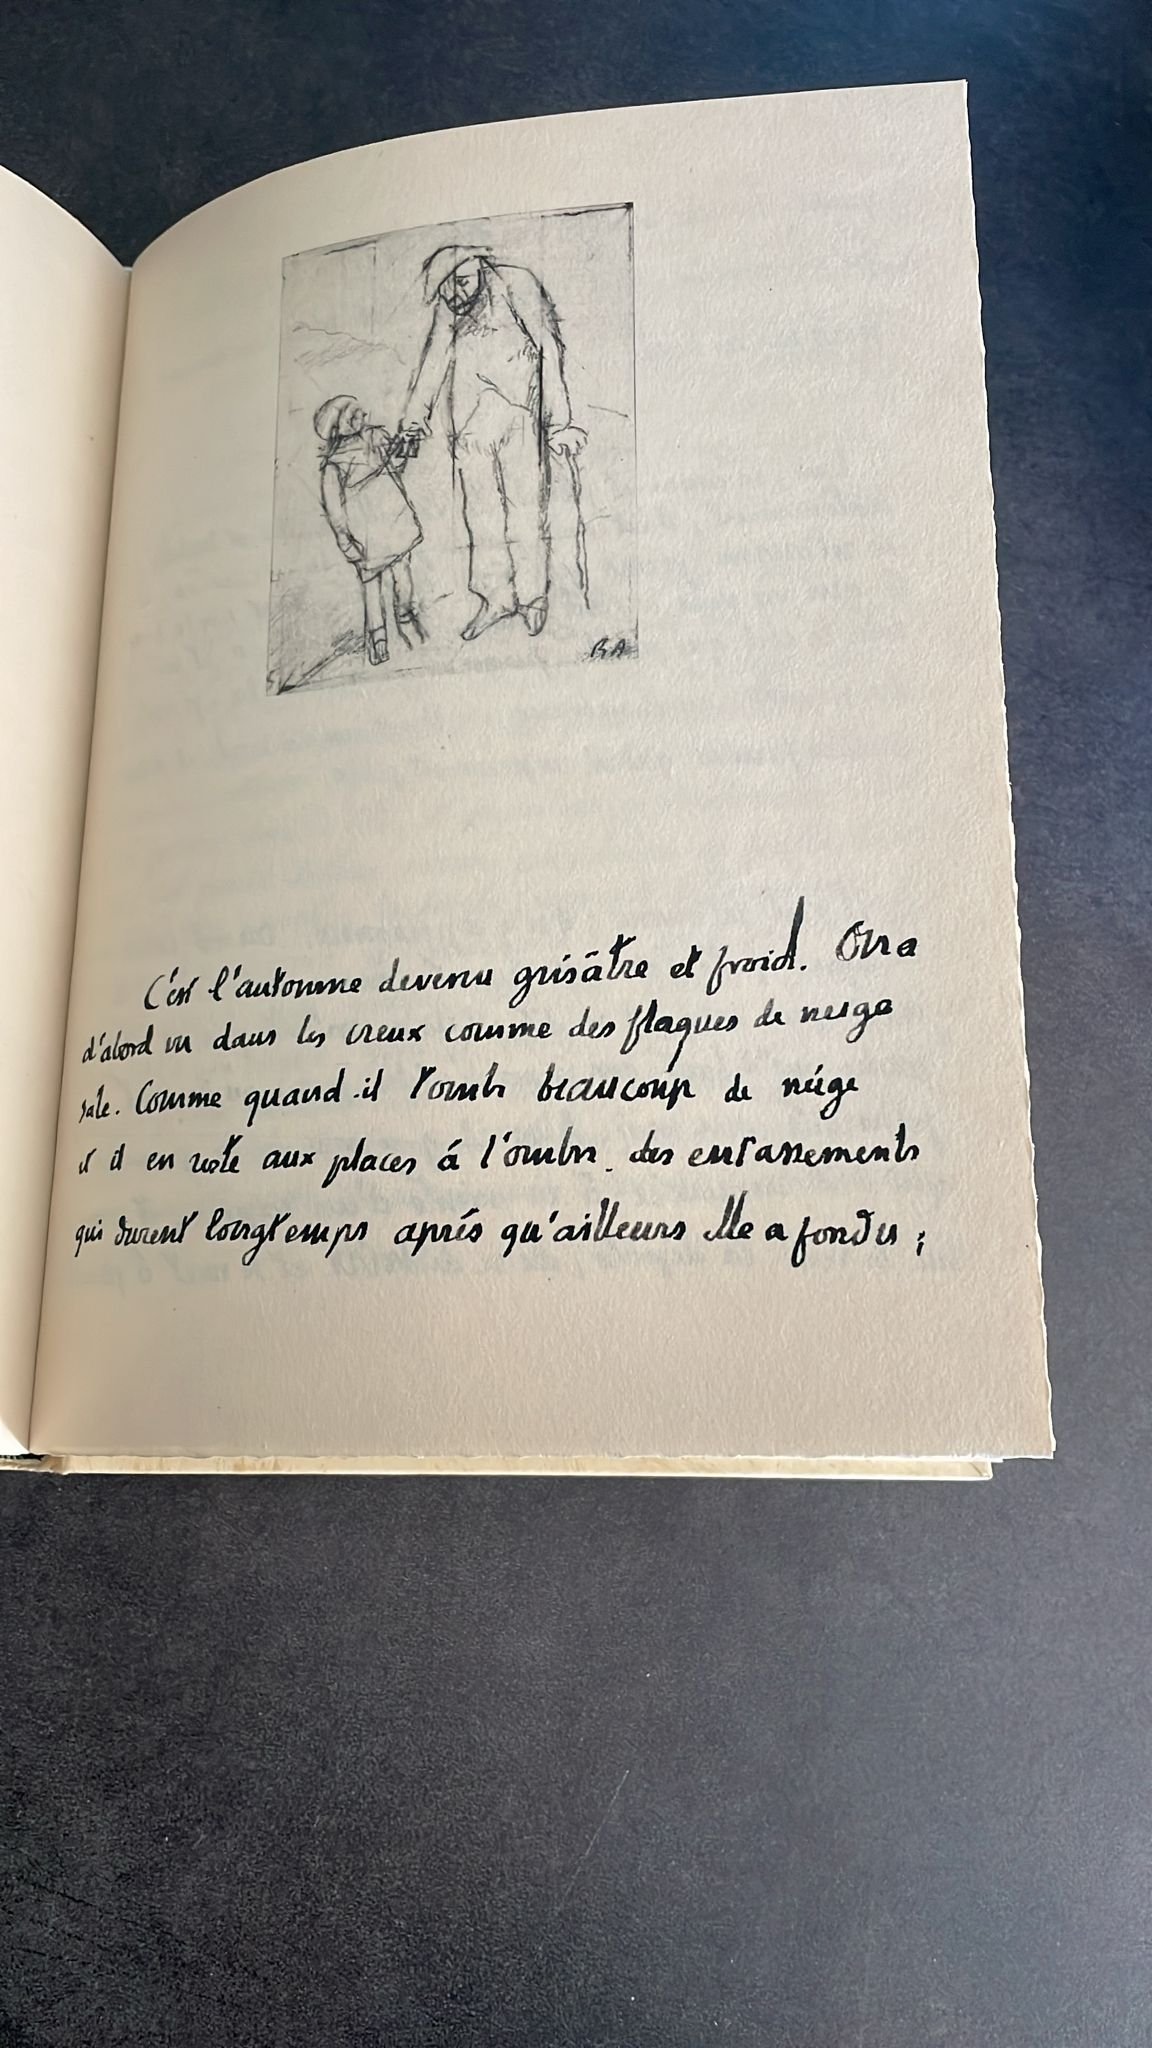 RA
C'est l'automne devenu grisâtre et froid. On a
d'abord vu dans les creux comme des flaques de neige
sale. Comme quand il tombe beaucoup de neige
et il en reste aux places à l'ombre des entassements
qui durent longtemps après qu'ailleurs elle a fondu ;